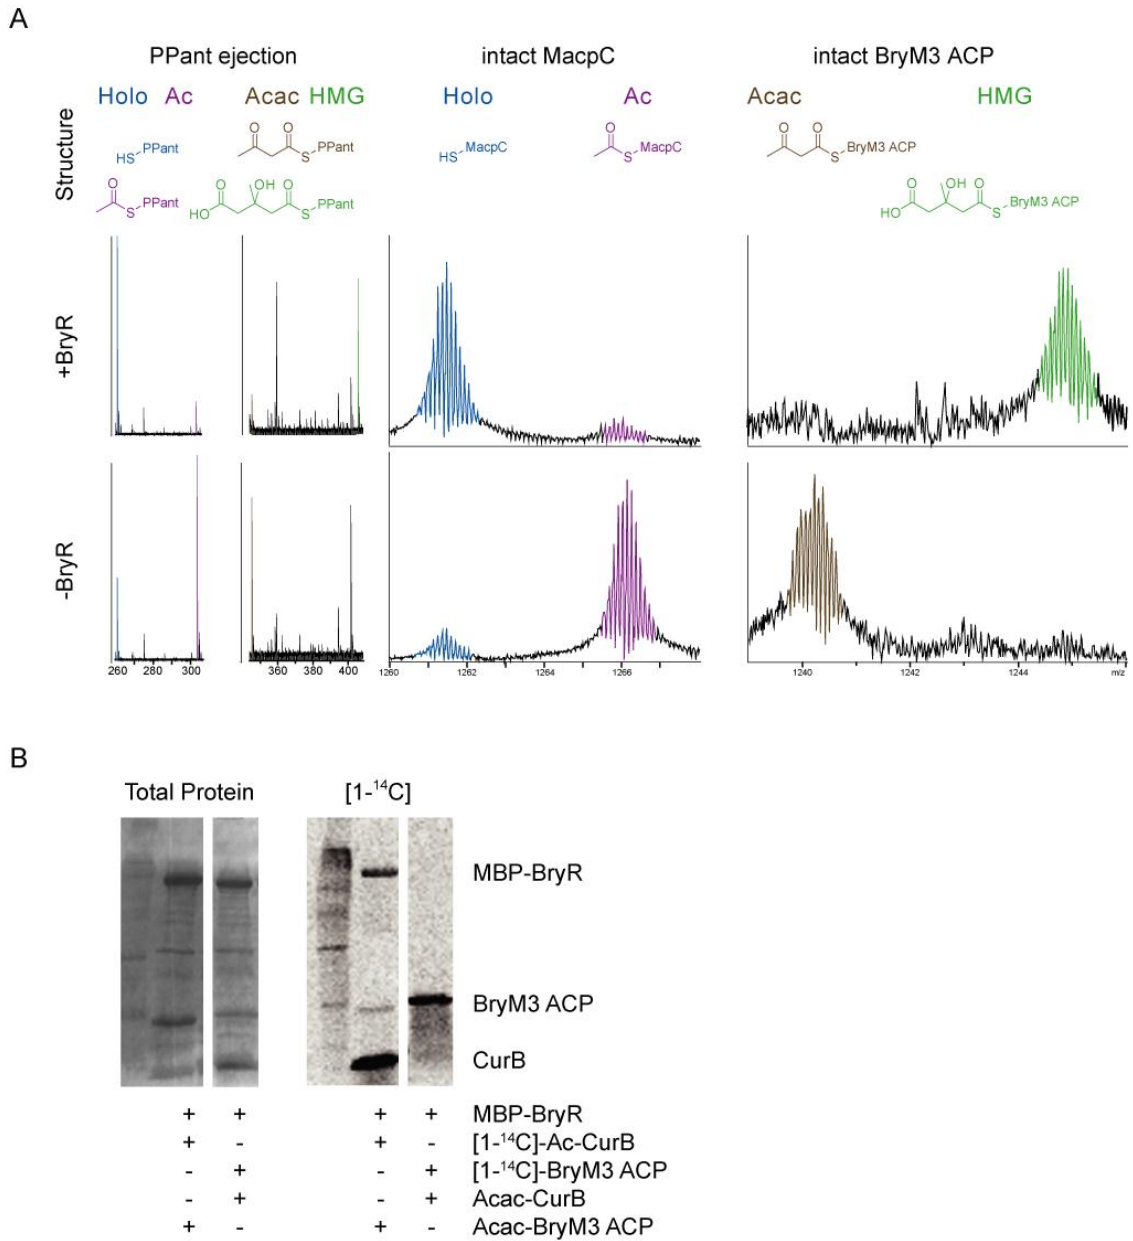 A
PPant ejection
intact MacpC
intact BryM3 ACP
Holo Ac
Acac HMG
Holo
Ac
Acac
HMG
Structure
HS PPant
O O
S PPant
HS MacpC
O
S MacpC
O O
S BryM3 ACP
O
S PPant
O OH O
HO S PPant
O OH O
HO S BryM3 ACP
+BryR
-BryR
260 280 300
360 380 400
1260 1262 1264 1266
1240 1242 1244 m/z
B
Total Protein
[1-¹⁴C]
MBP-BryR
BryM3 ACP
CurB
+ + + + MBP-BryR
+ - + - [1-¹⁴C]-Ac-CurB
- + - + [1-¹⁴C]-BryM3 ACP
- + - + Acac-CurB
+ - + - Acac-BryM3 ACP